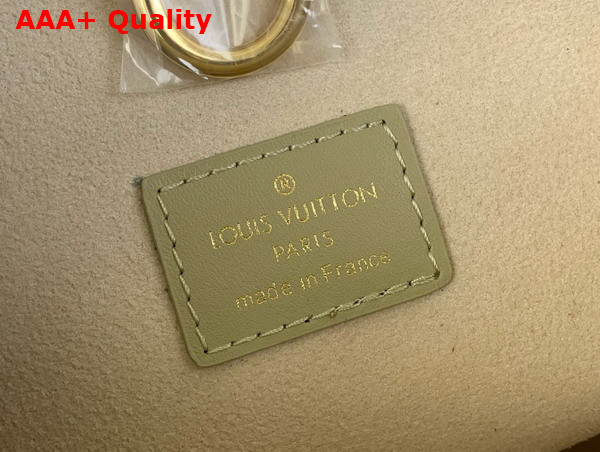 AAA+ Quality
®
LOUIS VUITTON
PARIS
made in France